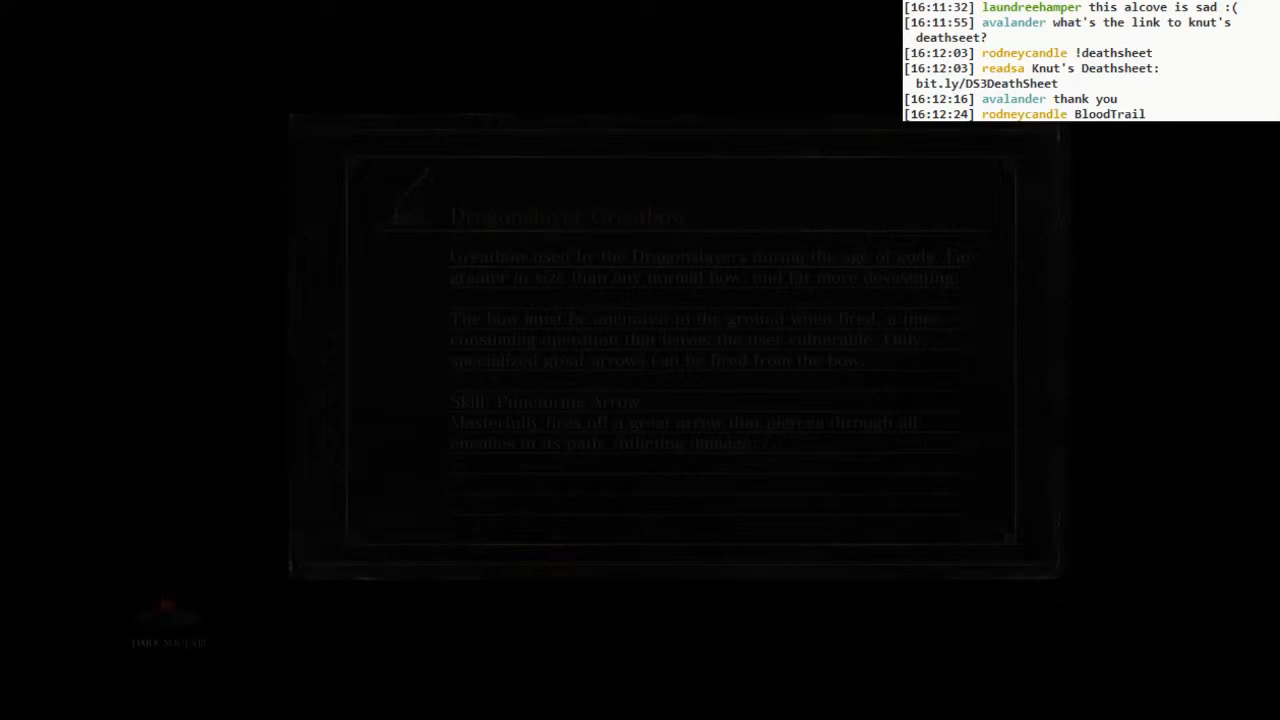 [16:11:32] laundreehamper this alcove is sad :(
[16:11:55] avalander what's the link to knut's
deathseet?
[16:12:03] rodneycandle !deathsheet
[16:12:03] readsa Knut's Deathsheet:
bit.ly/DS3DeathSheet
[16:12:16] avalander thank you
[16:12:24] rodneycandle BloodTrail
Dragonslayer Greatbow
Greatbow used by the Dragonslayers during the age of gods. Far
greater in size than any normal bow, and far more devastating.
The bow must be anchored in the ground when fired, a time
consuming operation that leaves the user vulnerable. Only
specialized great arrows can be fired from the bow.
Skill: Puncturing Arrow
Masterfully fires off a great arrow that pierces through all
enemies in its path, inflicting damage.
DARK SOULS III